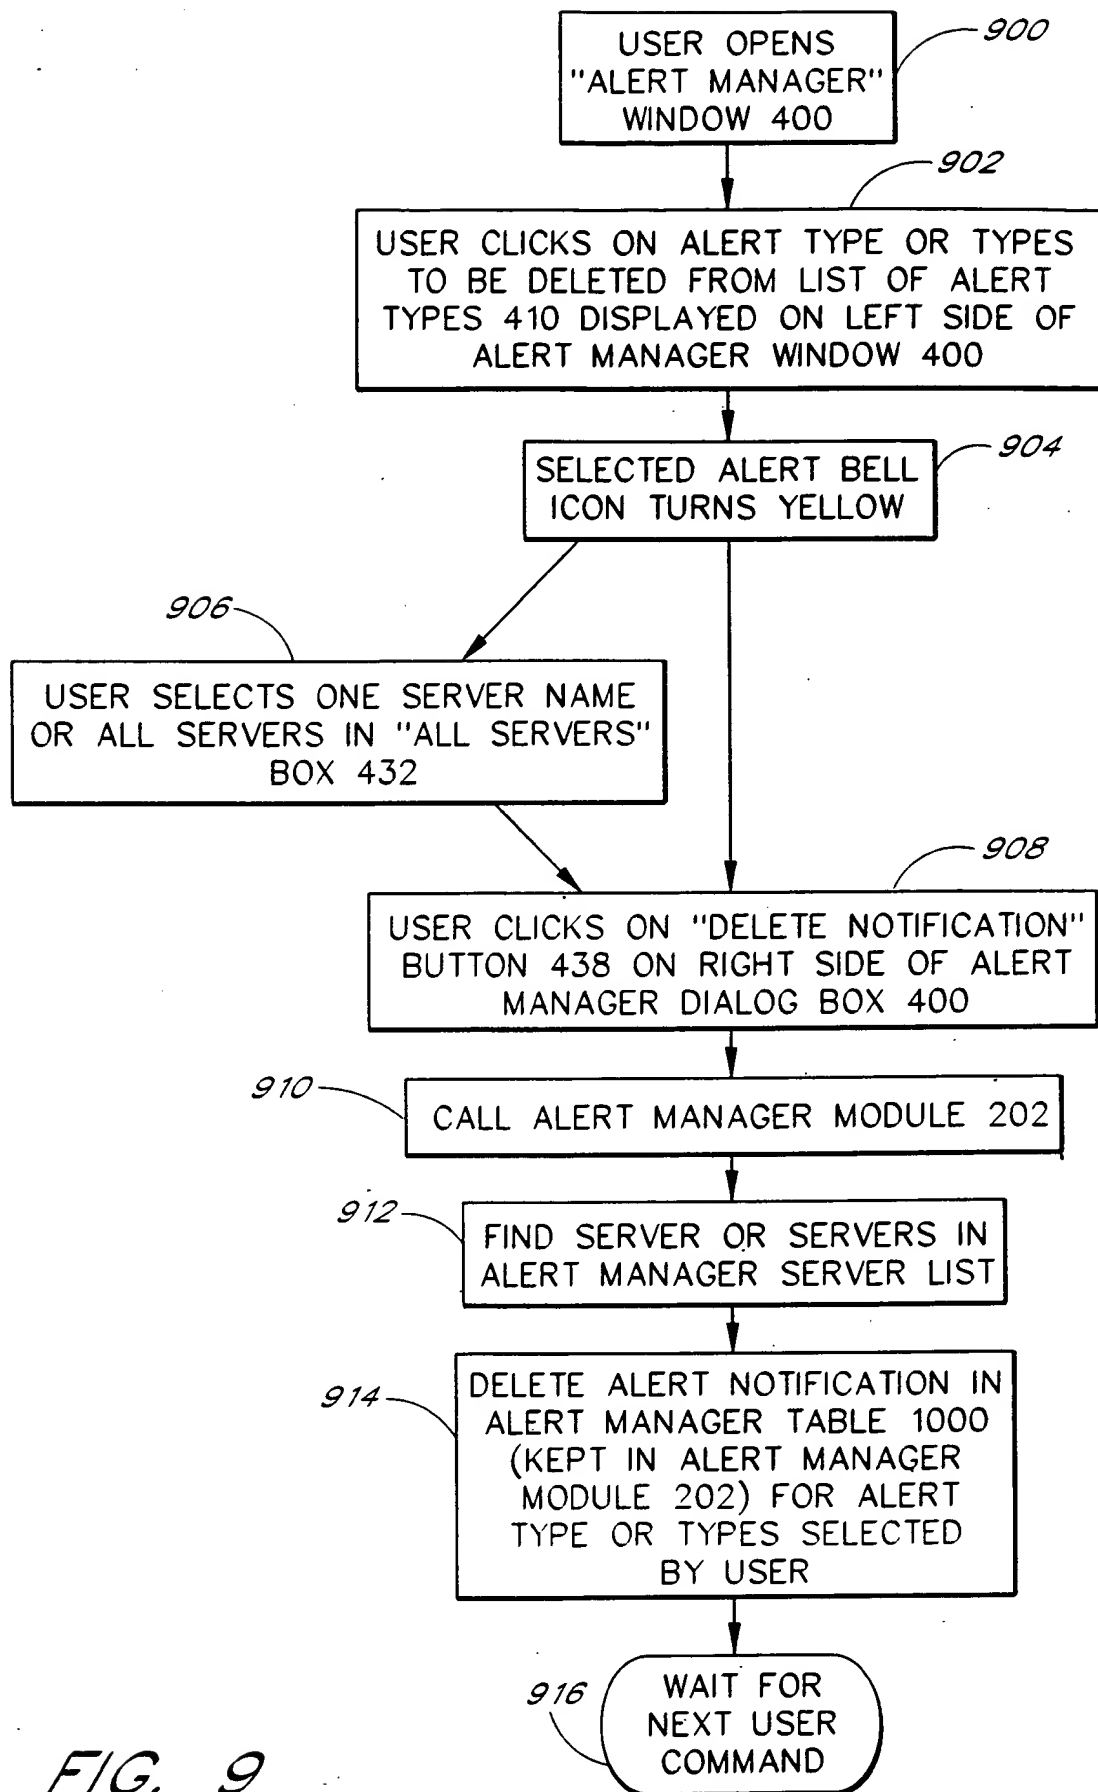 900
USER OPENS
"ALERT MANAGER"
WINDOW 400
902
USER CLICKS ON ALERT TYPE OR TYPES
TO BE DELETED FROM LIST OF ALERT
TYPES 410 DISPLAYED ON LEFT SIDE OF
ALERT MANAGER WINDOW 400
904
SELECTED ALERT BELL
ICON TURNS YELLOW
906
USER SELECTS ONE SERVER NAME
OR ALL SERVERS IN "ALL SERVERS"
BOX 432
908
USER CLICKS ON "DELETE NOTIFICATION"
BUTTON 438 ON RIGHT SIDE OF ALERT
MANAGER DIALOG BOX 400
910
CALL ALERT MANAGER MODULE 202
912
FIND SERVER OR SERVERS IN
ALERT MANAGER SERVER LIST
914
DELETE ALERT NOTIFICATION IN
ALERT MANAGER TABLE 1000
(KEPT IN ALERT MANAGER
MODULE 202) FOR ALERT
TYPE OR TYPES SELECTED
BY USER
916
WAIT FOR
NEXT USER
COMMAND
FIG. 9